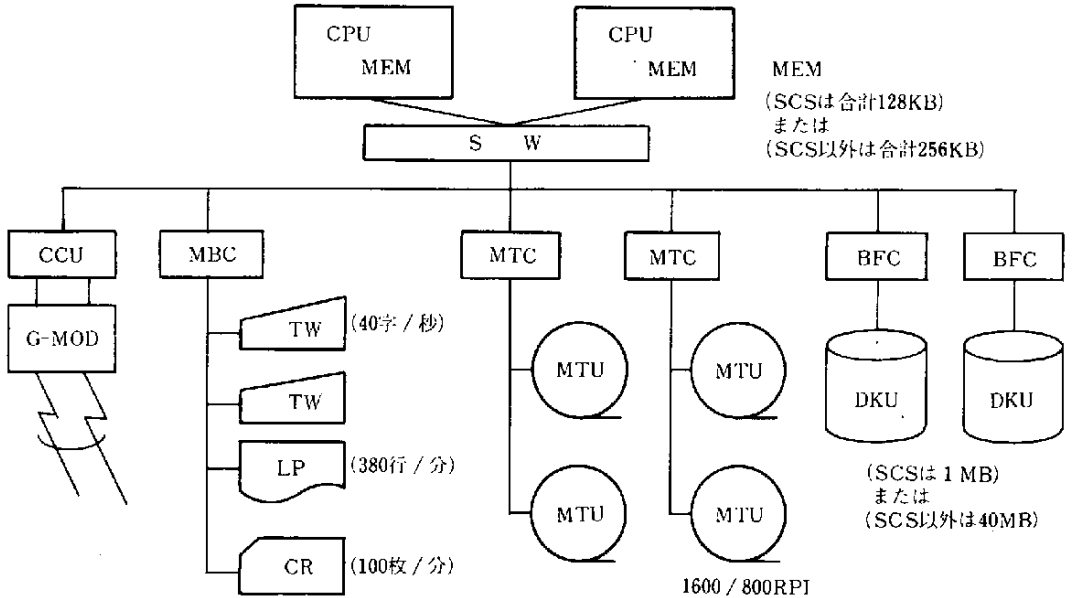 CPU
MEM
CPU
MEM
MEM
(SCSは合計128KB)
または
(SCS以外は合計256KB)
S W
CCU
MBC
MTC
MTC
BFC
BFC
G-MOD
TW
(40字/秒)
TW
LP
(380行/分)
CR
(100枚/分)
MTU
MTU
MTU
MTU
1600/800RPI
DKU
DKU
(SCSは1MB)
または
(SCS以外は40MB)